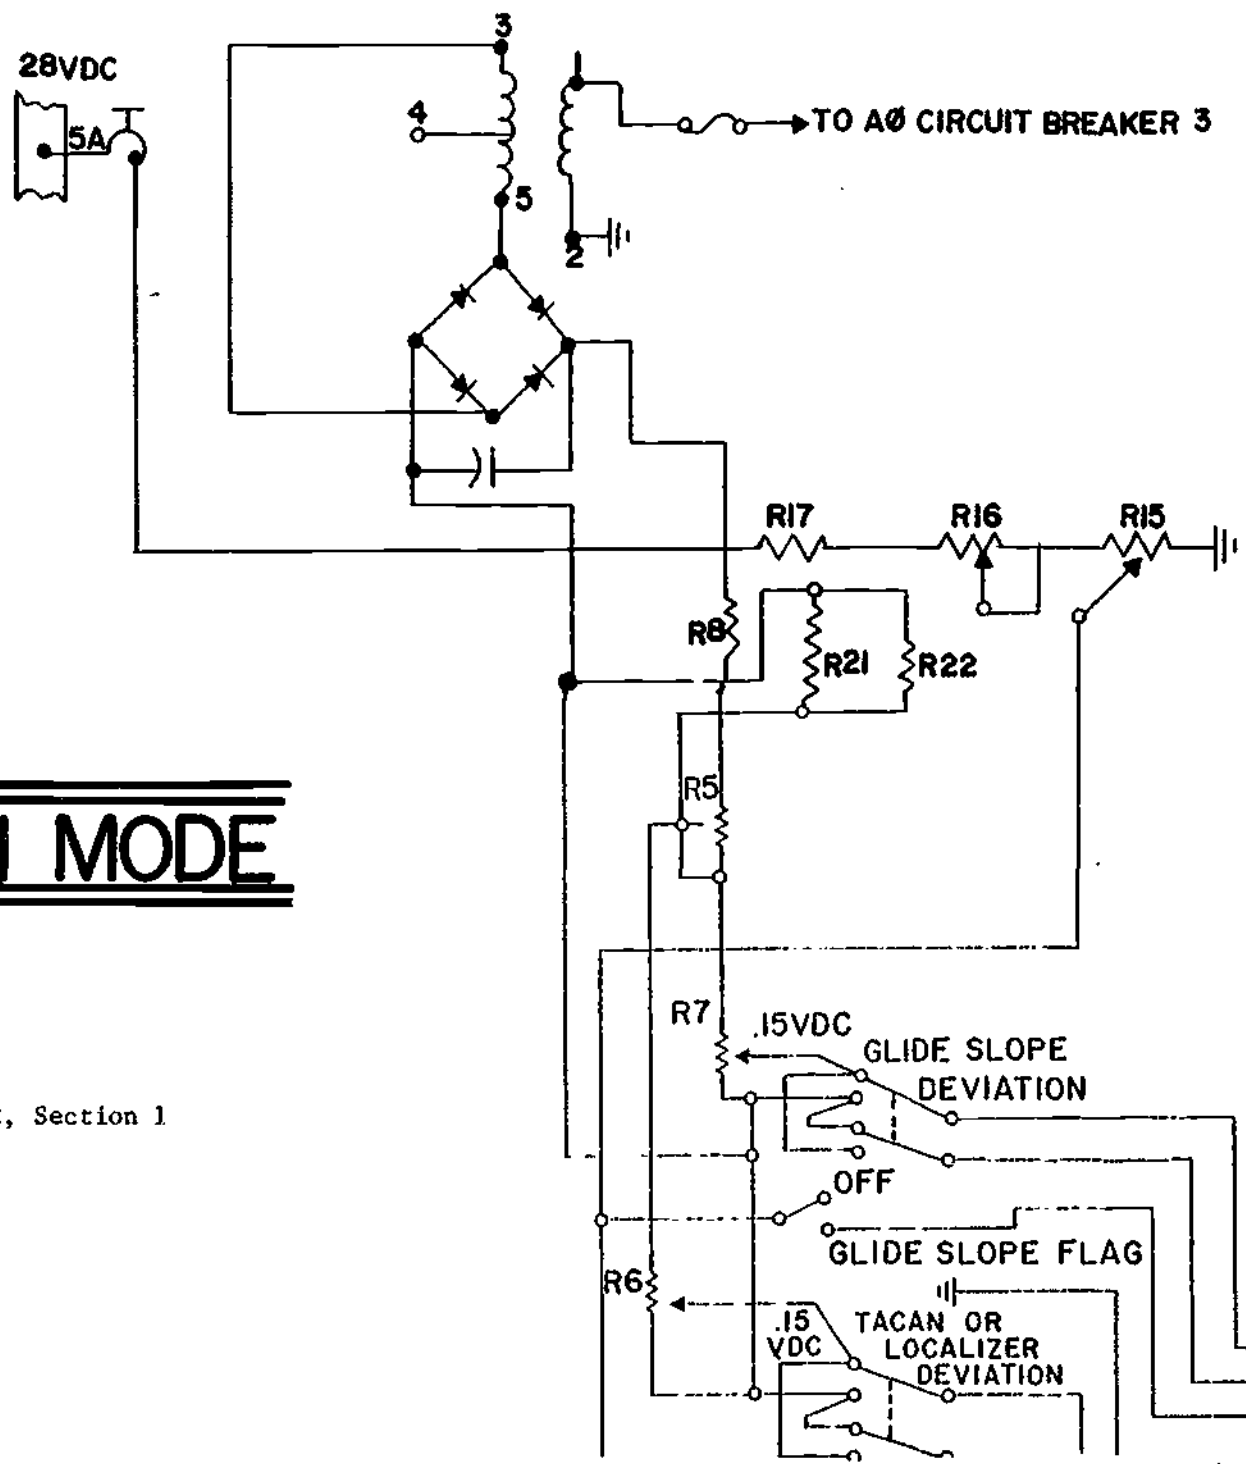 3
28VDC
4
5A
TO AØ CIRCUIT BREAKER 3
5
2
R17
R16
R15
R8
R21
R22
R5
MODE
R7
.15VDC
GLIDE SLOPE
DEVIATION
, Section 1
OFF
GLIDE SLOPE FLAG
R6
.15
VDC
TACAN OR
LOCALIZER
DEVIATION